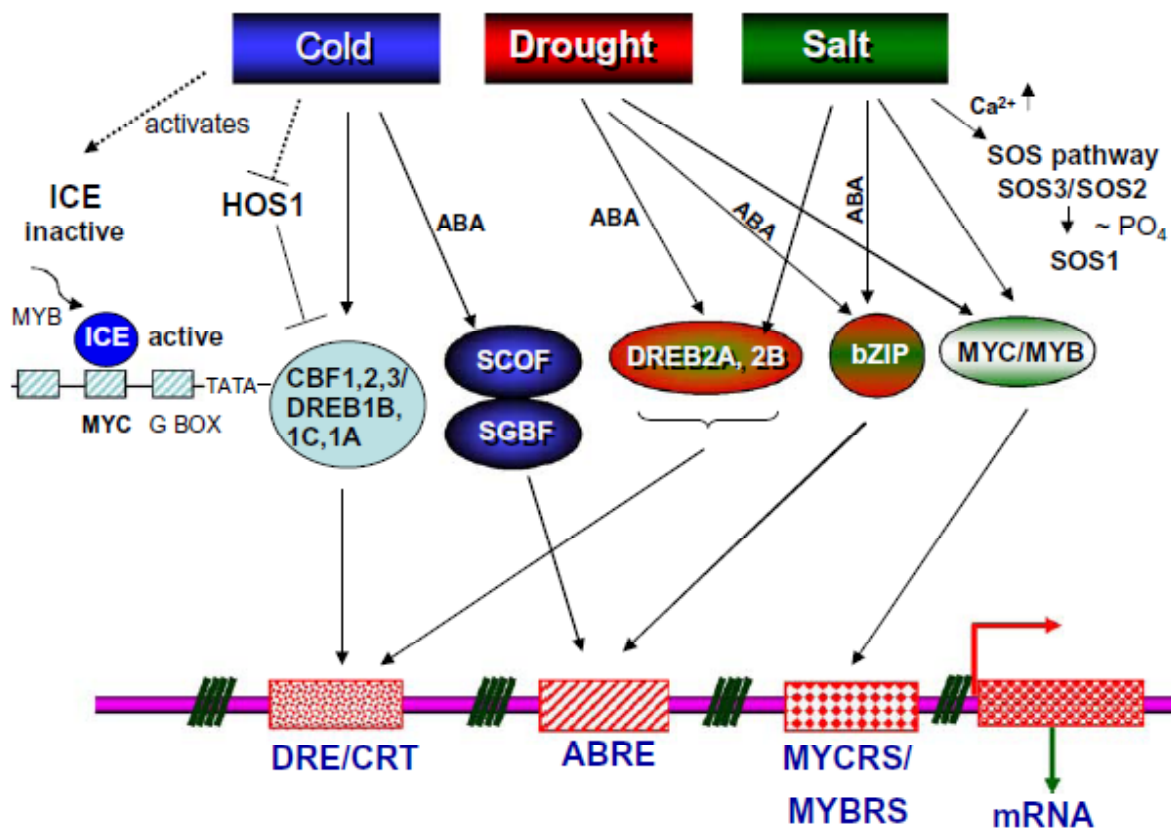 Cold
Drought
Salt
activates
Ca²⁺
SOS pathway
SOS3/SOS2
~ PO₄
SOS1
ICE
inactive
HOS1
ABA
ABA
ABA
ABA
MYB
ICE
active
TATA
MYC
G BOX
CBF1,2,3/
DREB1B,
1C,1A
SCOF
SGBF
DREB2A, 2B
bZIP
MYC/MYB
DRE/CRT
ABRE
MYCRS/
MYBRS
mRNA